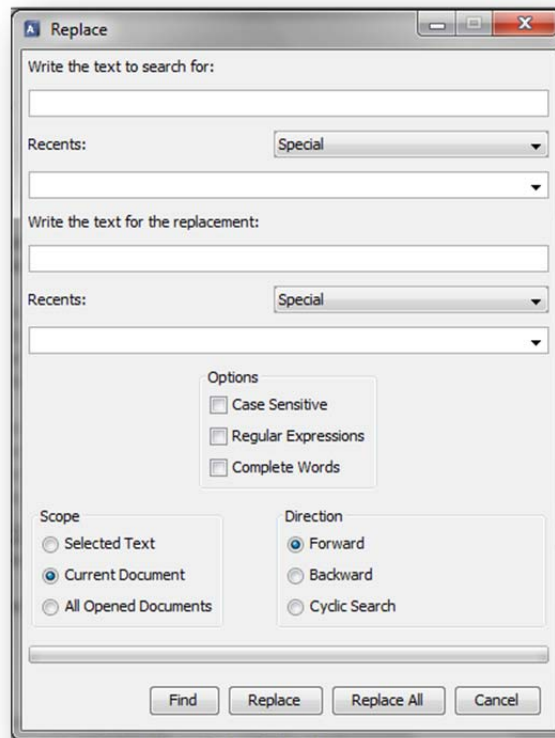 Replace
Write the text to search for:
Recents: Special
Write the text for the replacement:
Recents: Special
Options
Case Sensitive
Regular Expressions
Complete Words
Scope Direction
Selected Text Forward
Current Document Backward
All Opened Documents Cyclic Search
Find Replace Replace All Cancel